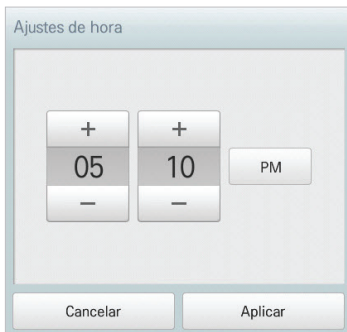 Ajustes de hora
+ +
05 10 PM
— —
Cancelar Aplicar